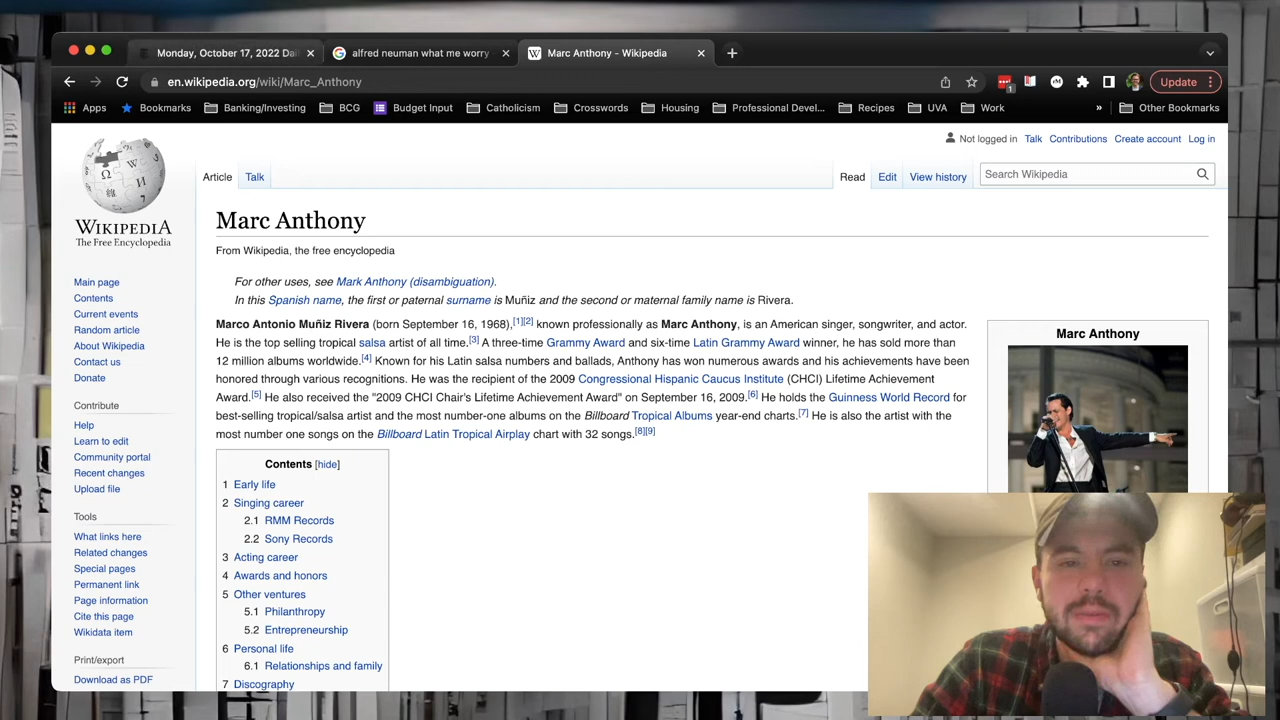 Monday, October 17, 2022 Dai
alfred neuman what me worry
Marc Anthony - Wikipedia
en.wikipedia.org/wiki/Marc_Anthony
1
Update
Apps
Bookmarks
Banking/Investing
BCG
Budget Input
Catholicism
Crosswords
Housing
Professional Devel...
Recipes
UVA
Work
»
Other Bookmarks
Not logged in
Talk
Contributions
Create account
Log in
WIKIPEDIA
The Free Encyclopedia
Article
Talk
Read
Edit
View history
Search Wikipedia
Marc Anthony
From Wikipedia, the free encyclopedia
For other uses, see Mark Anthony (disambiguation).
In this Spanish name, the first or paternal surname is Muñiz and the second or maternal family name is Rivera.
Marco Antonio Muñiz Rivera (born September 16, 1968),[1][2] known professionally as Marc Anthony, is an American singer, songwriter, and actor.
He is the top selling tropical salsa artist of all time.[3] A three-time Grammy Award and six-time Latin Grammy Award winner, he has sold more than
12 million albums worldwide.[4] Known for his Latin salsa numbers and ballads, Anthony has won numerous awards and his achievements have been
honored through various recognitions. He was the recipient of the 2009 Congressional Hispanic Caucus Institute (CHCI) Lifetime Achievement
Award.[5] He also received the "2009 CHCI Chair's Lifetime Achievement Award" on September 16, 2009.[6] He holds the Guinness World Record for
best-selling tropical/salsa artist and the most number-one albums on the Billboard Tropical Albums year-end charts.[7] He is also the artist with the
most number one songs on the Billboard Latin Tropical Airplay chart with 32 songs.[8][9]
Marc Anthony
Main page
Contents
Current events
Random article
About Wikipedia
Contact us
Donate
Contribute
Help
Learn to edit
Community portal
Recent changes
Upload file
Tools
What links here
Related changes
Special pages
Permanent link
Page information
Cite this page
Wikidata item
Print/export
Download as PDF
Contents [hide]
1 Early life
2 Singing career
2.1 RMM Records
2.2 Sony Records
3 Acting career
4 Awards and honors
5 Other ventures
5.1 Philanthropy
5.2 Entrepreneurship
6 Personal life
6.1 Relationships and family
7 Discography